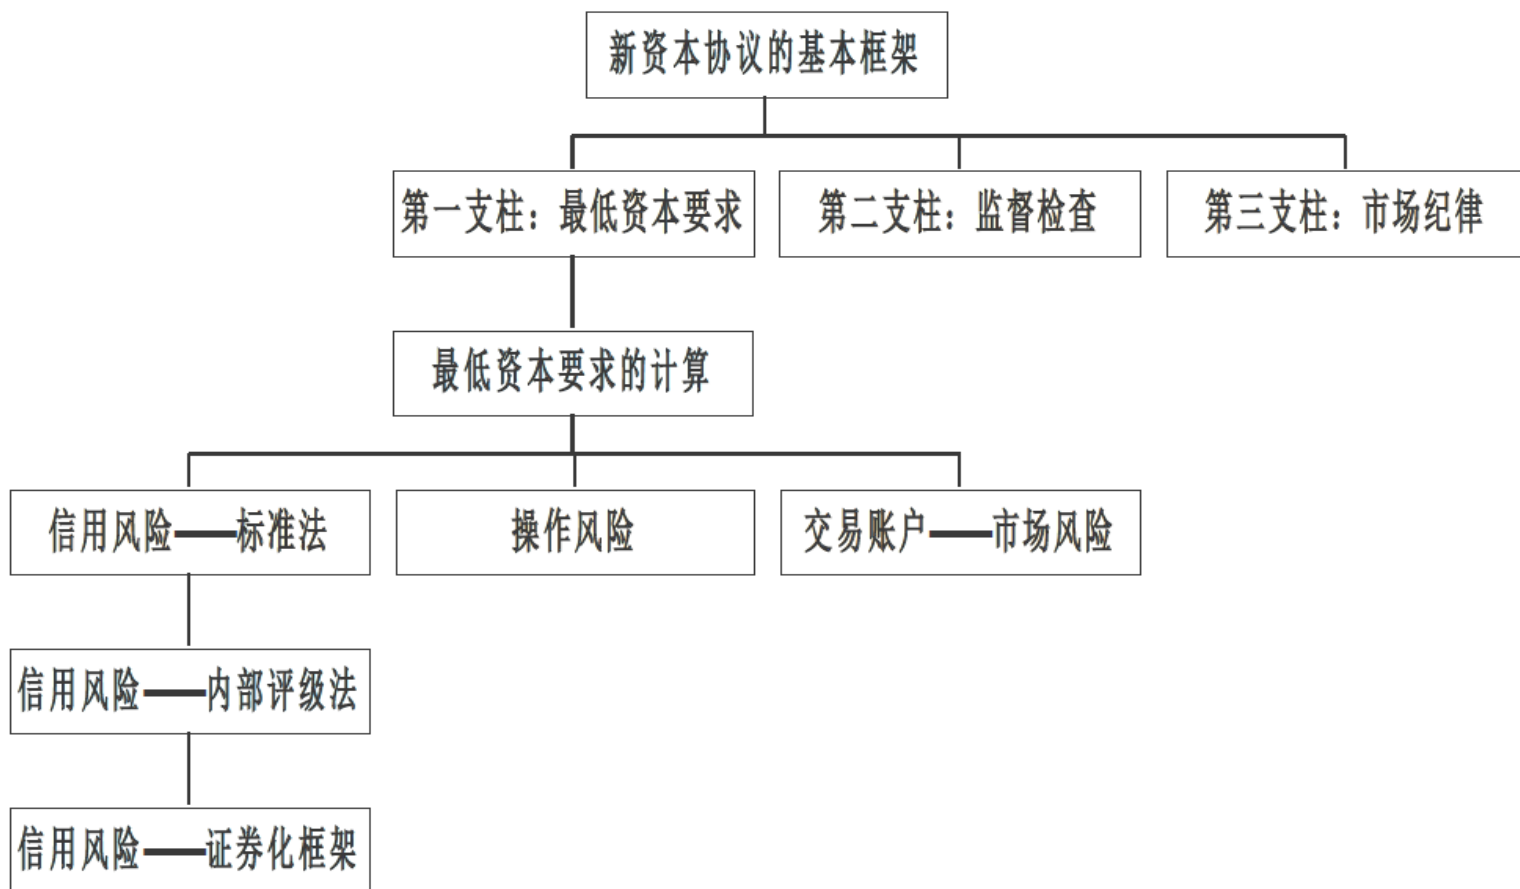 新资本协议的基本框架
第一支柱：最低资本要求
第二支柱：监督检查
第三支柱：市场纪律
最低资本要求的计算
信用风险——标准法
操作风险
交易账户——市场风险
信用风险——内部评级法
信用风险——证券化框架